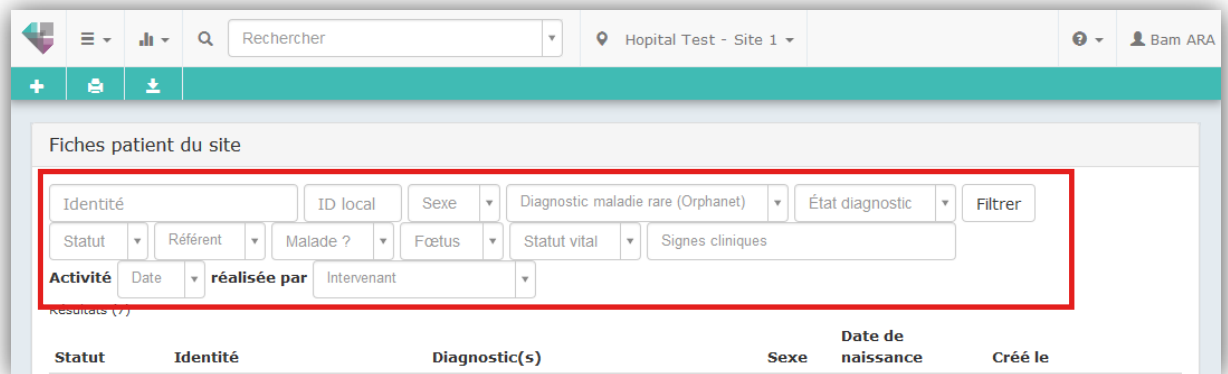 Rechercher Hopital Test - Site 1 Bam ARA
Fiches patient du site
Identité ID local Sexe Diagnostic maladie rare (Orphanet) État diagnostic Filtrer
Statut Référent Malade ? Fœtus Statut vital Signes cliniques
Activité Date réalisée par Intervenant
Résultats (7)
Date de
Statut Identité Diagnostic(s) Sexe naissance Créé le